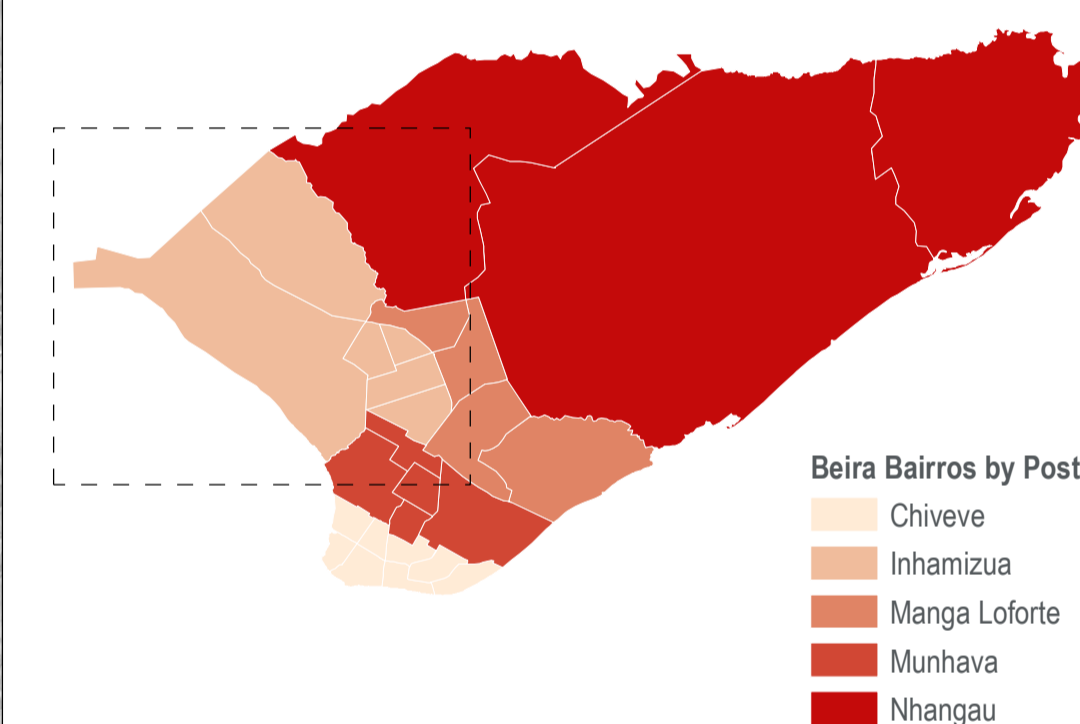 Beira Bairros by Post
Chiveve
Inhamizua
Manga Loforte
Munhava
Nhangau